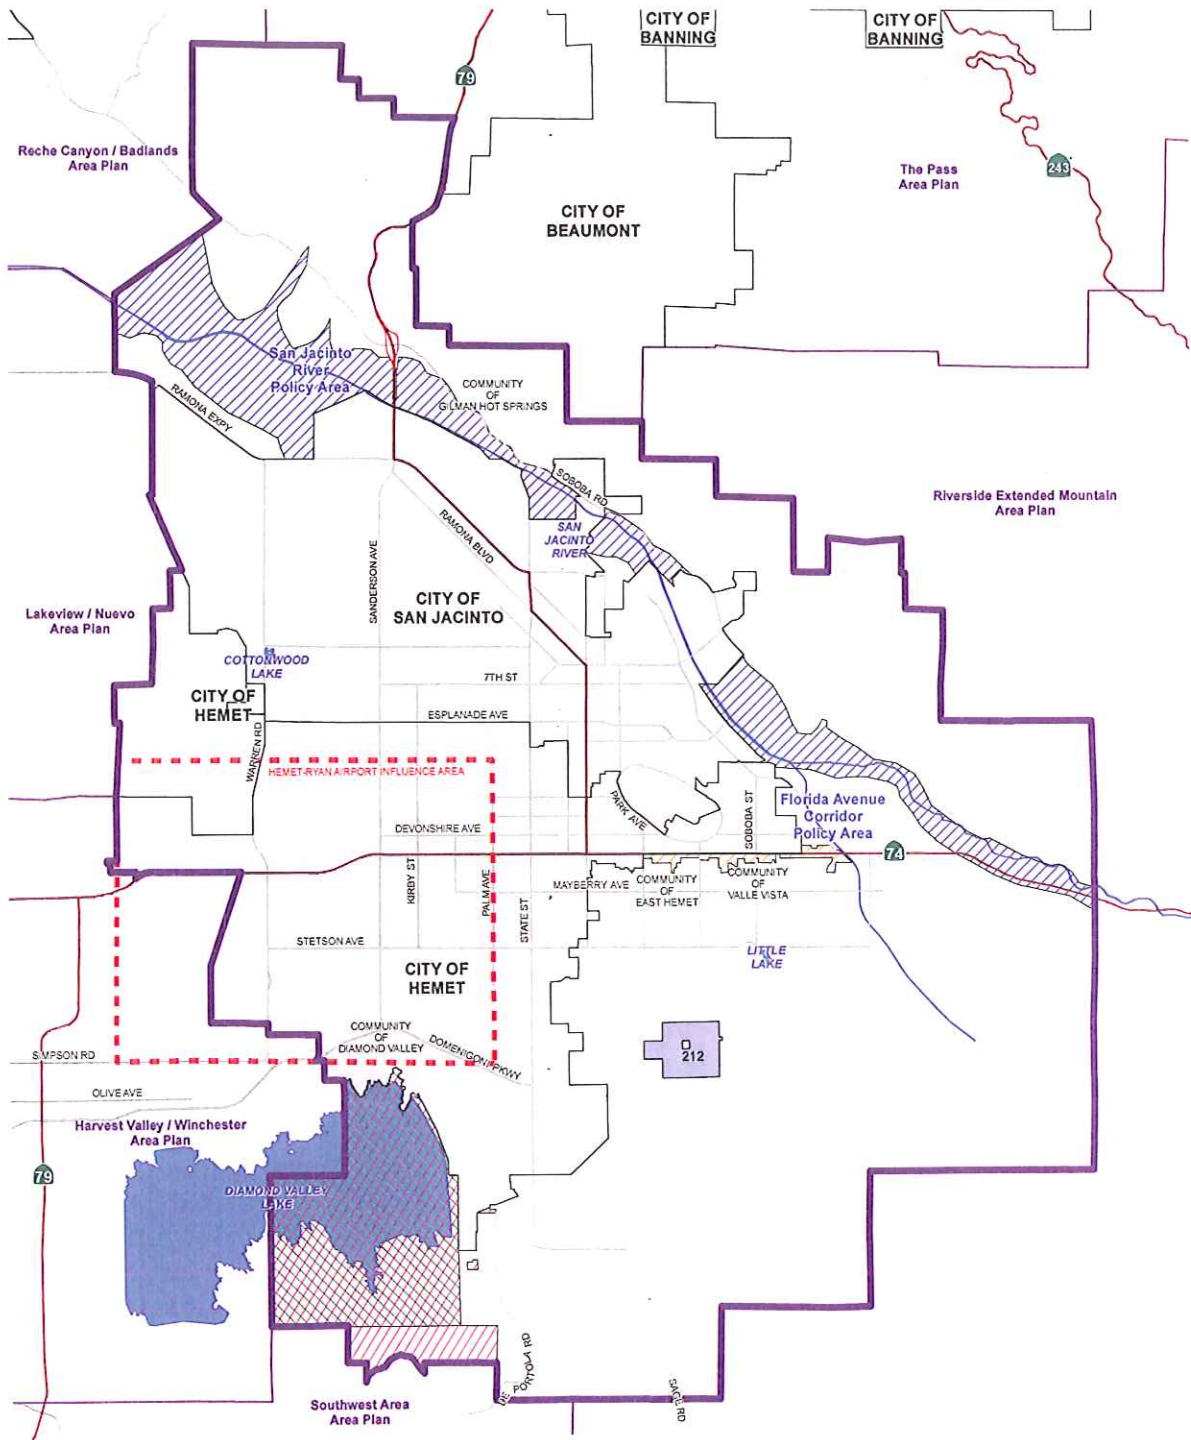 CITY OF
BANNING
CITY OF
BANNING
79
Reche Canyon / Badlands
Area Plan
The Pass
Area Plan
243
CITY OF
BEAUMONT
San Jacinto
River
Policy Area
COMMUNITY
OF
GILMAN HOT SPRINGS
RAMONA EXPY
SOBOBA RD
Riverside Extended Mountain
Area Plan
RAMONA BLVD
SAN
JACINTO
RIVER
SANDERSON AVE
CITY OF
SAN JACINTO
Lakeview / Nuevo
Area Plan
COTTONWOOD
LAKE
7TH ST
CITY OF
HEMET
ESPLANADE AVE
WARREN RD
HEMET-RYAN AIRPORT INFLUENCE AREA
PARK AVE
SOBOBA ST
Florida Avenue
Corridor
Policy Area
DEVONSHIRE AVE
74
KIRBY ST
PALM AVE
STATE ST
MAYBERRY AVE
COMMUNITY
OF
EAST HEMET
COMMUNITY
OF
VALLE VISTA
STETSON AVE
LITTLE
LAKE
CITY OF
HEMET
COMMUNITY
OF
DIAMOND VALLEY
DOMENIGONI PKWY
212
SIMPSON RD
OLIVE AVE
Harvest Valley / Winchester
Area Plan
79
DIAMOND VALLEY
LAKE
DE PORTOLA RD
SAGE RD
Southwest Area
Area Plan